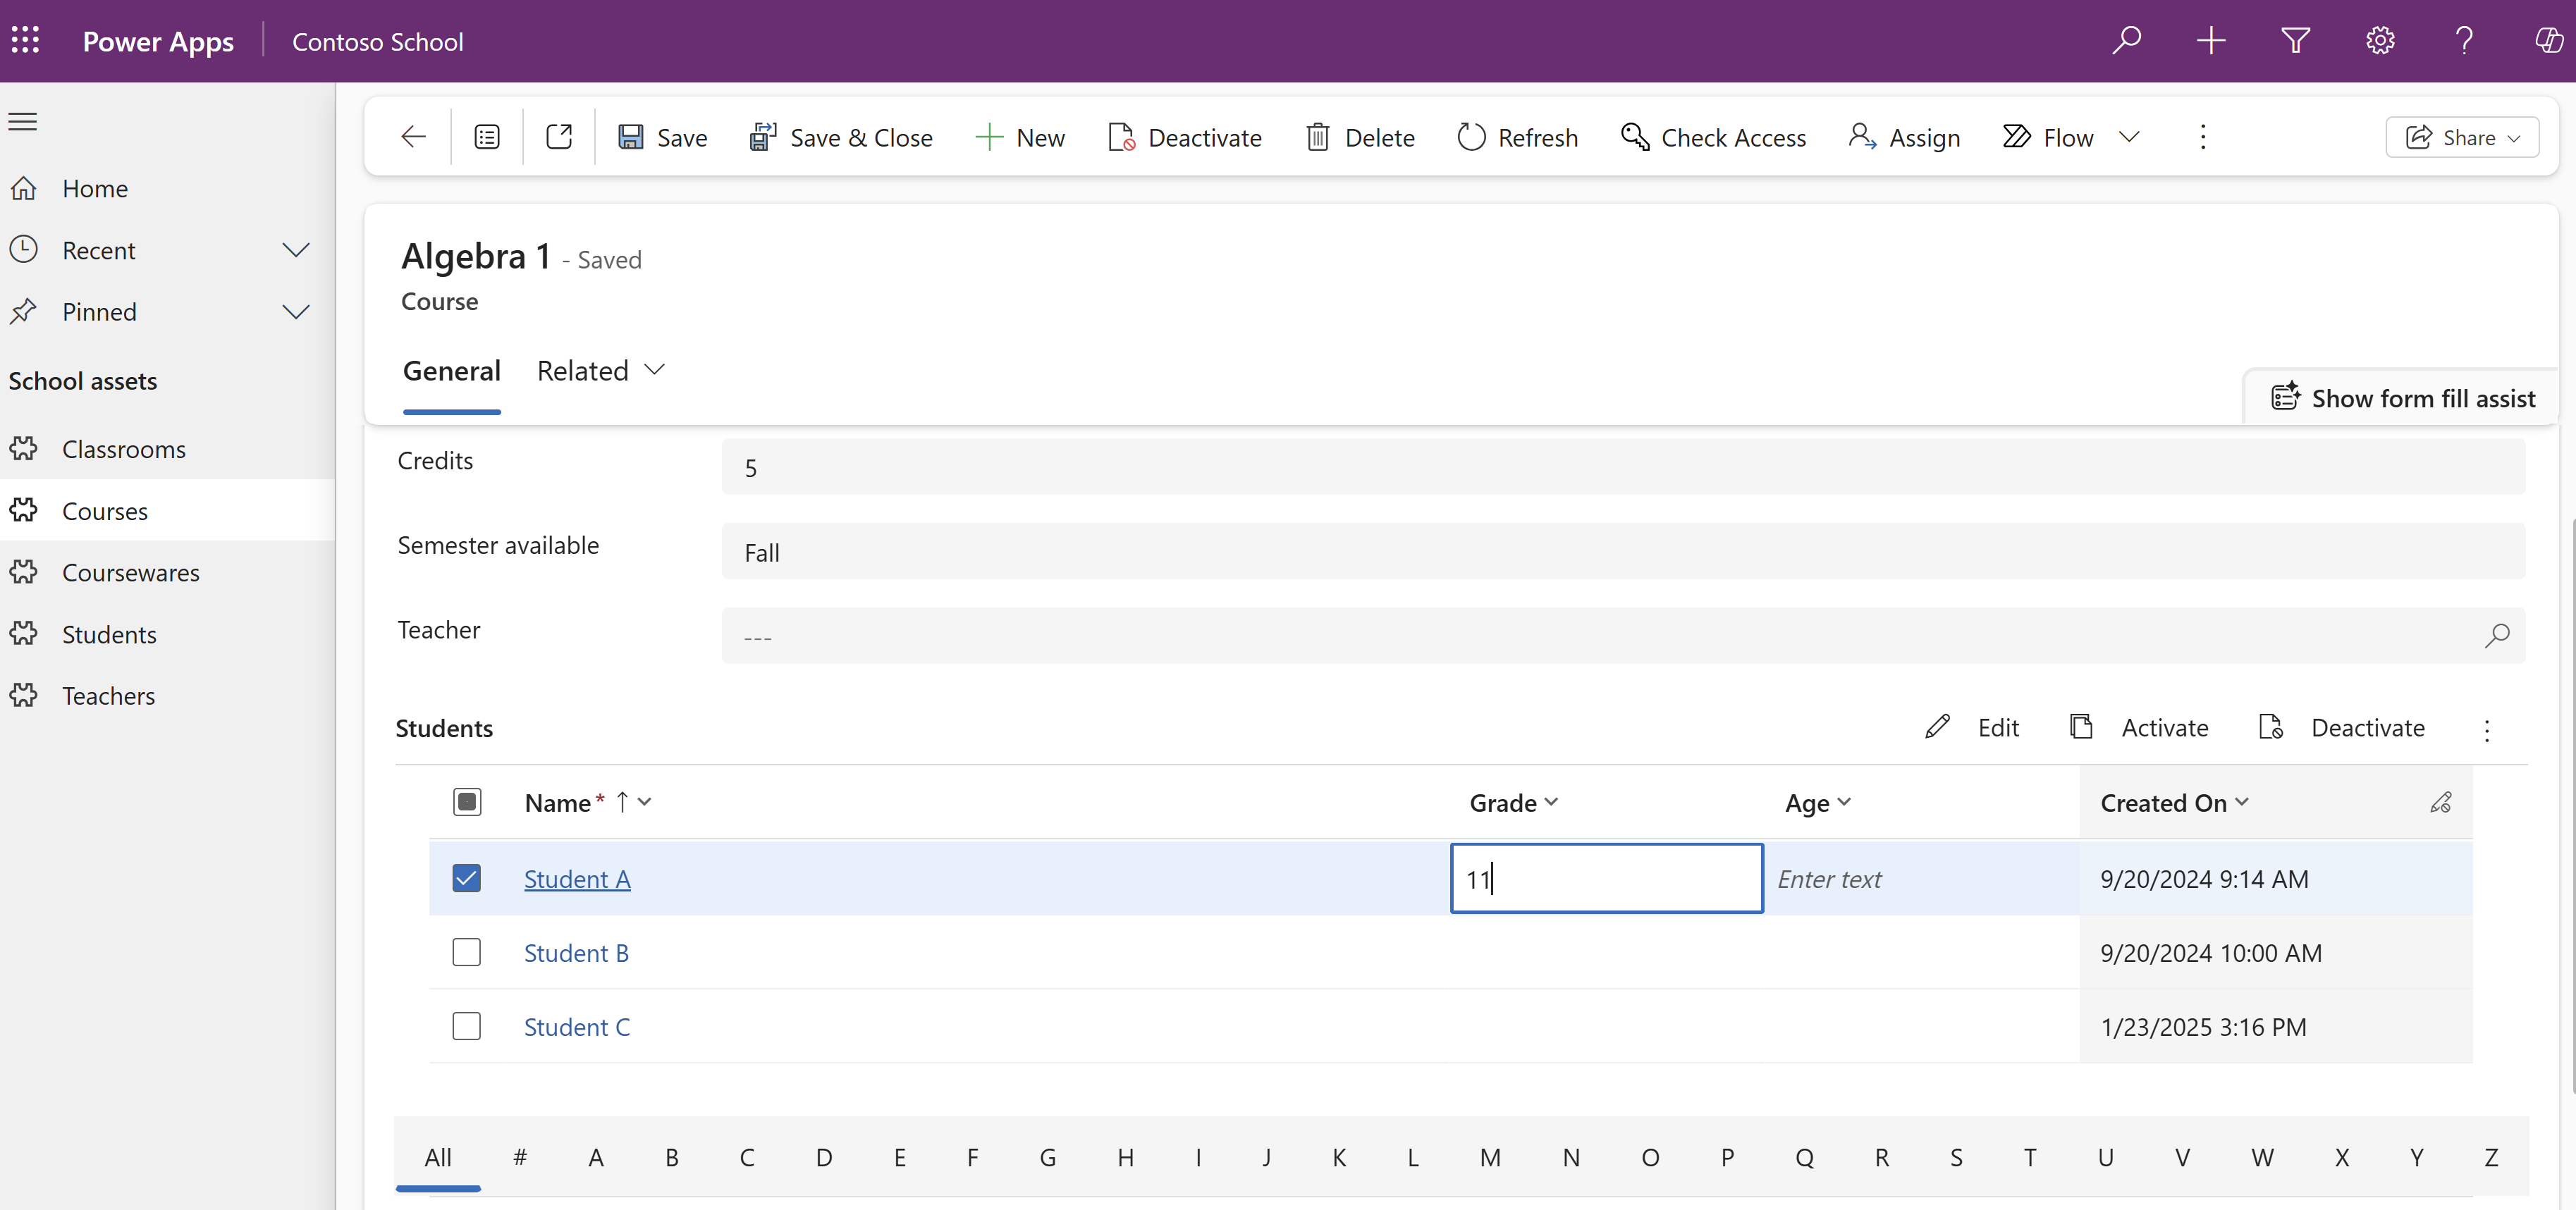 Power Apps | Contoso School
Save
Save & Close
New
Deactivate
Delete
Refresh
Check Access
Assign
Flow
Share
Home
Recent
Pinned
School assets
Classrooms
Courses
Coursewares
Students
Teachers
Algebra 1 - Saved
Course
General Related
Show form fill assist
Credits 5
Semester available Fall
Teacher ---
Students Edit Activate Deactivate
Name* Grade Age Created On
Student A 11 Enter text 9/20/2024 9:14 AM
Student B 9/20/2024 10:00 AM
Student C 1/23/2025 3:16 PM
All # A B C D E F G H I J K L M N O P Q R S T U V W X Y Z